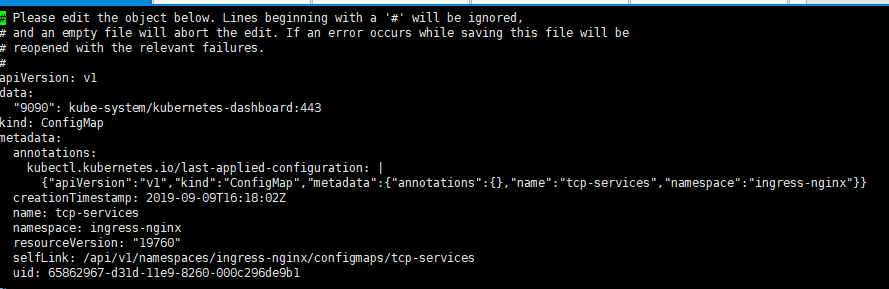 # Please edit the object below. Lines beginning with a '#' will be ignored,
# and an empty file will abort the edit. If an error occurs while saving this file will be
# reopened with the relevant failures.
#
apiVersion: v1
data:
  "9090": kube-system/kubernetes-dashboard:443
kind: ConfigMap
metadata:
  annotations:
    kubectl.kubernetes.io/last-applied-configuration: |
      {"apiVersion":"v1","kind":"ConfigMap","metadata":{"annotations":{},"name":"tcp-services","namespace":"ingress-nginx"}}
  creationTimestamp: 2019-09-09T16:18:02Z
  name: tcp-services
  namespace: ingress-nginx
  resourceVersion: "19760"
  selfLink: /api/v1/namespaces/ingress-nginx/configmaps/tcp-services
  uid: 65862967-d31d-11e9-8260-000c296de9b1